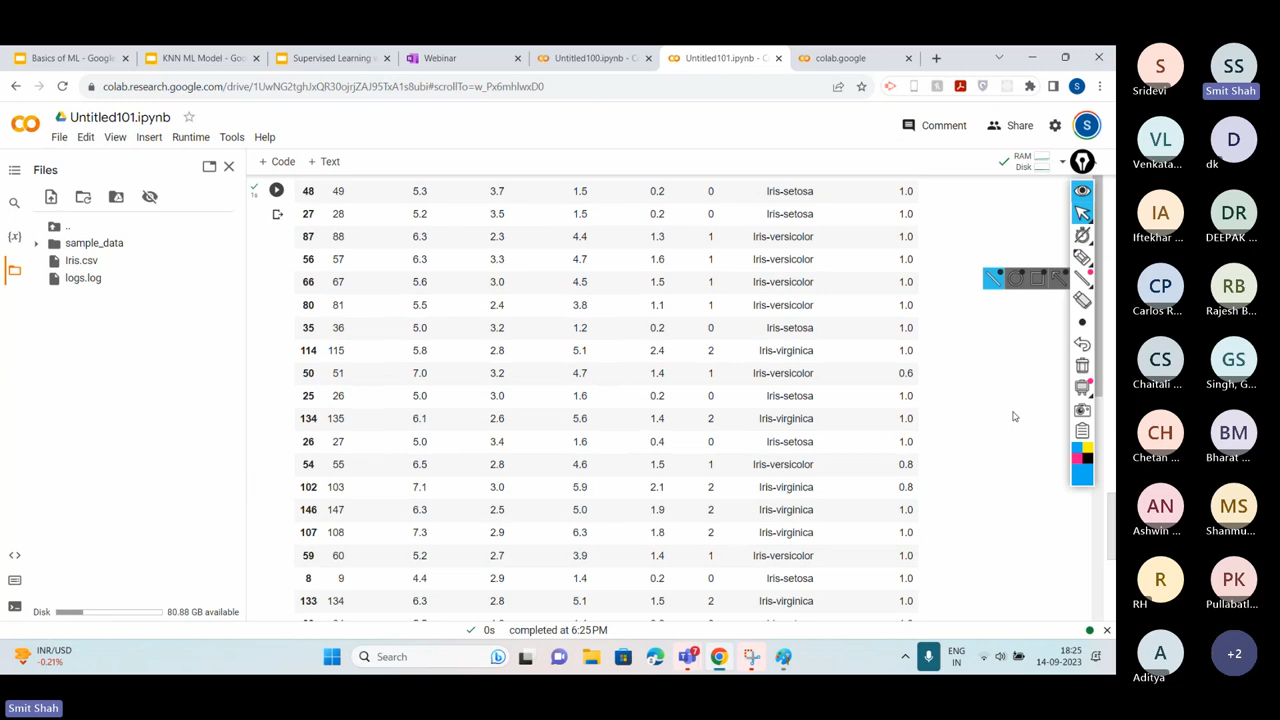 Basics of ML - Google
KNN ML Model - Goo
Supervised Learning
Webinar
Untitled100.ipynb - C
Untitled101.ipynb - C
colab.google
colab.research.google.com/drive/1UwNG2tghJxQR30ojrjZAJ95TxA1s8ubi#scrollTo=w_Px6mhlwxD0
S
Untitled101.ipynb
File Edit View Insert Runtime Tools Help
Comment
Share
S
Files
+ Code + Text
RAM
Disk
..
sample_data
Iris.csv
logs.log
{x}
1s
48 49 5.3 3.7 1.5 0.2 0 Iris-setosa 1.0
27 28 5.2 3.5 1.5 0.2 0 Iris-setosa 1.0
87 88 6.3 2.3 4.4 1.3 1 Iris-versicolor 1.0
56 57 6.3 3.3 4.7 1.6 1 Iris-versicolor 1.0
66 67 5.6 3.0 4.5 1.5 1 Iris-versicolor 1.0
80 81 5.5 2.4 3.8 1.1 1 Iris-versicolor 1.0
35 36 5.0 3.2 1.2 0.2 0 Iris-setosa 1.0
114 115 5.8 2.8 5.1 2.4 2 Iris-virginica 1.0
50 51 7.0 3.2 4.7 1.4 1 Iris-versicolor 0.6
25 26 5.0 3.0 1.6 0.2 0 Iris-setosa 1.0
134 135 6.1 2.6 5.6 1.4 2 Iris-virginica 1.0
26 27 5.0 3.4 1.6 0.4 0 Iris-setosa 1.0
54 55 6.5 2.8 4.6 1.5 1 Iris-versicolor 0.8
102 103 7.1 3.0 5.9 2.1 2 Iris-virginica 0.8
146 147 6.3 2.5 5.0 1.9 2 Iris-virginica 1.0
107 108 7.3 2.9 6.3 1.8 2 Iris-virginica 1.0
59 60 5.2 2.7 3.9 1.4 1 Iris-versicolor 1.0
8 9 4.4 2.9 1.4 0.2 0 Iris-setosa 1.0
133 134 6.3 2.8 5.1 1.5 2 Iris-virginica 1.0
Disk
80.88 GB available
0s completed at 6:25 PM
INR/USD
-0.21%
Search
7
ENG
IN
18:25
14-09-2023
Smit Shah
S
Sridevi
SS
Smit Shah
VL
Venkata...
D
dk
IA
Iftekhar ...
DR
DEEPAK ...
CP
Carlos R...
RB
Rajesh B...
CS
Chaitali ...
GS
Singh, G...
CH
Chetan ...
BM
Bharat ...
AN
Ashwin ...
MS
Shanmu...
R
RH
PK
Pullabatl...
A
Aditya
+2